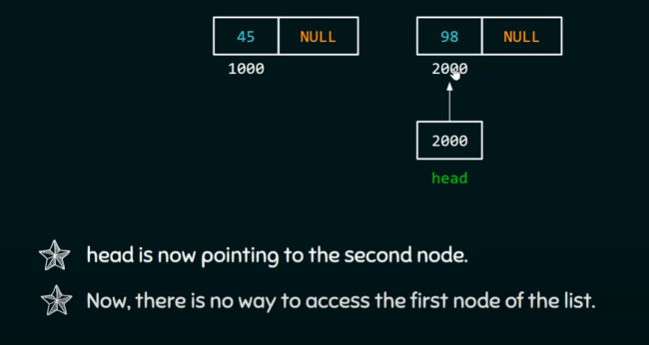 45 NULL 98 NULL
1000 2000
2000
head
head is now pointing to the second node.
Now, there is no way to access the first node of the list.